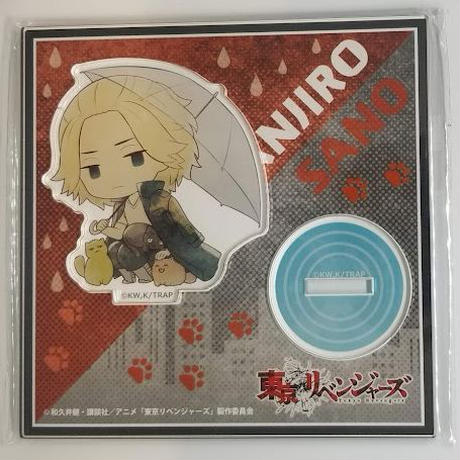 ANJIRO
SANO
©KW,K/TRAP
©KW,K/TRAP
東京リベンジャーズ
Tokyo Revengers
©和久井健・講談社／アニメ「東京リベンジャーズ」製作委員会